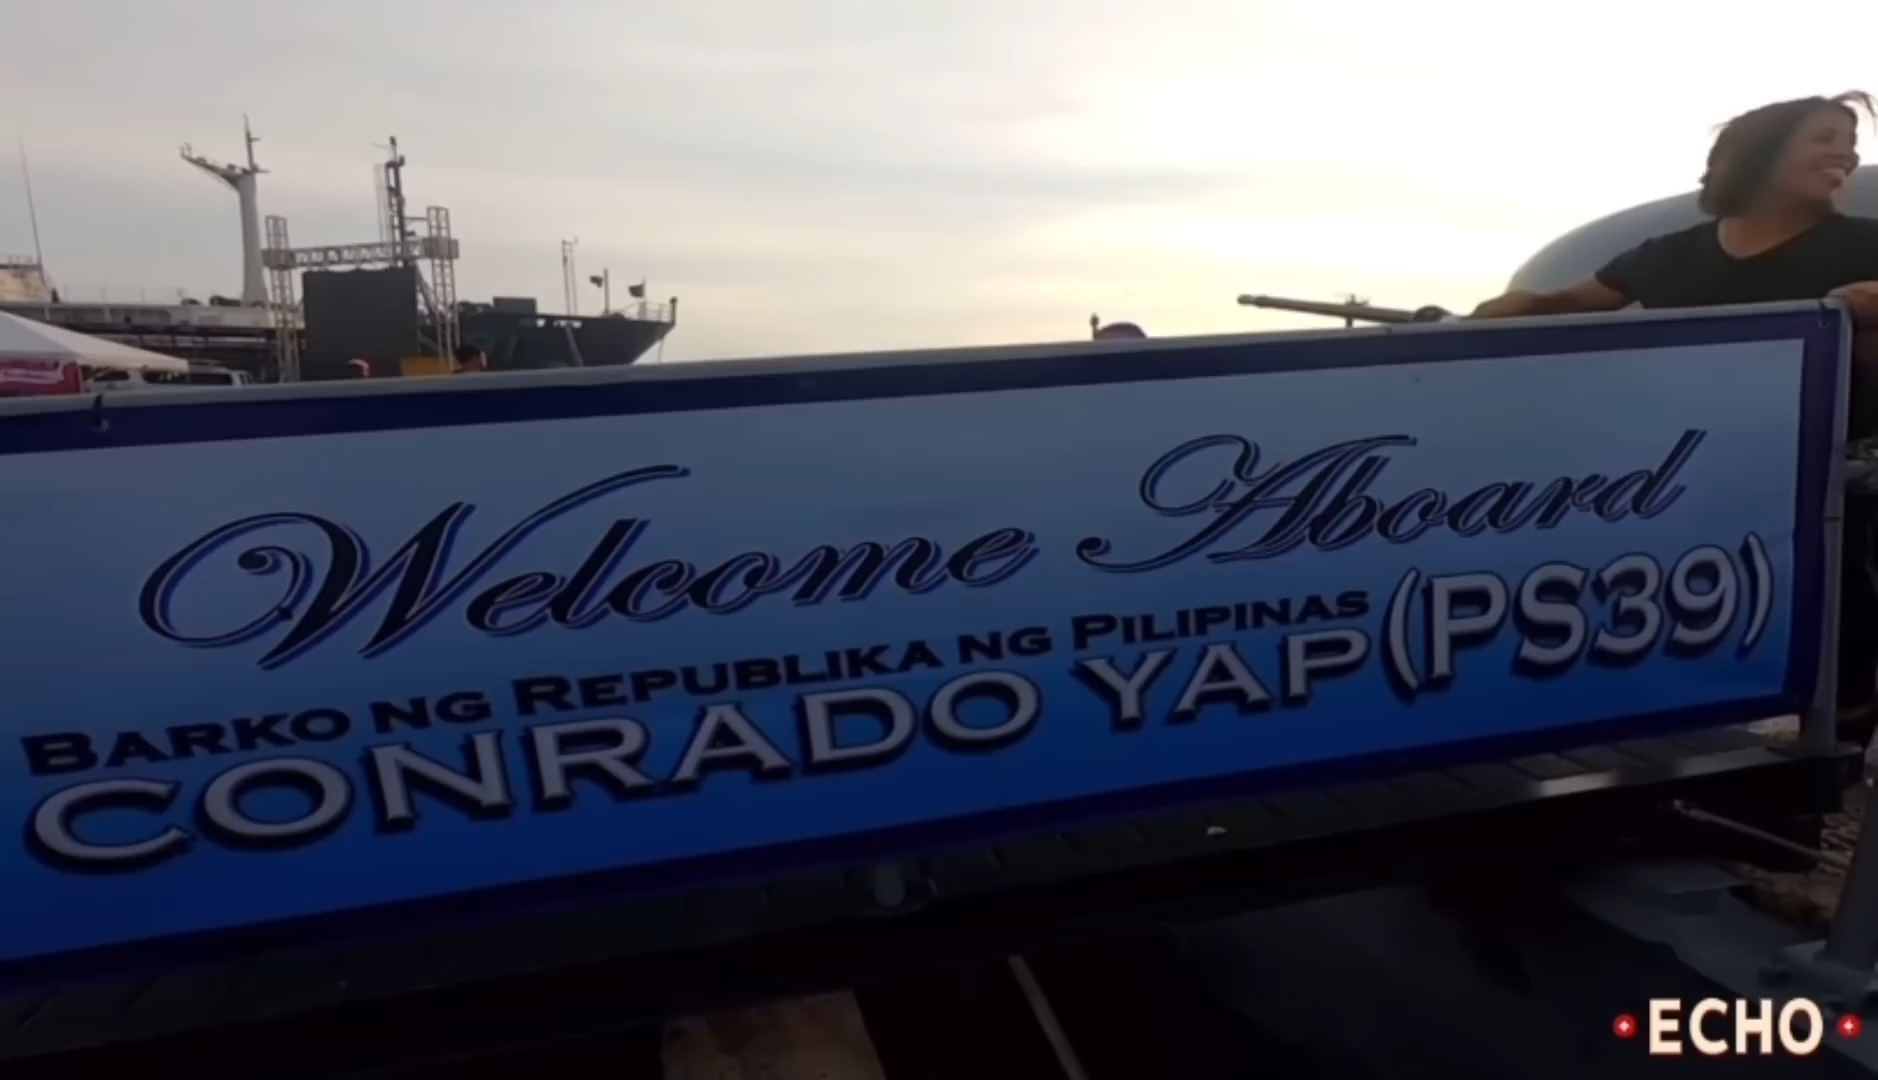 Welcome Aboard
BARKO NG REPUBLIKA NG PILIPINAS
CONRADO YAP (PS39)
ECHO